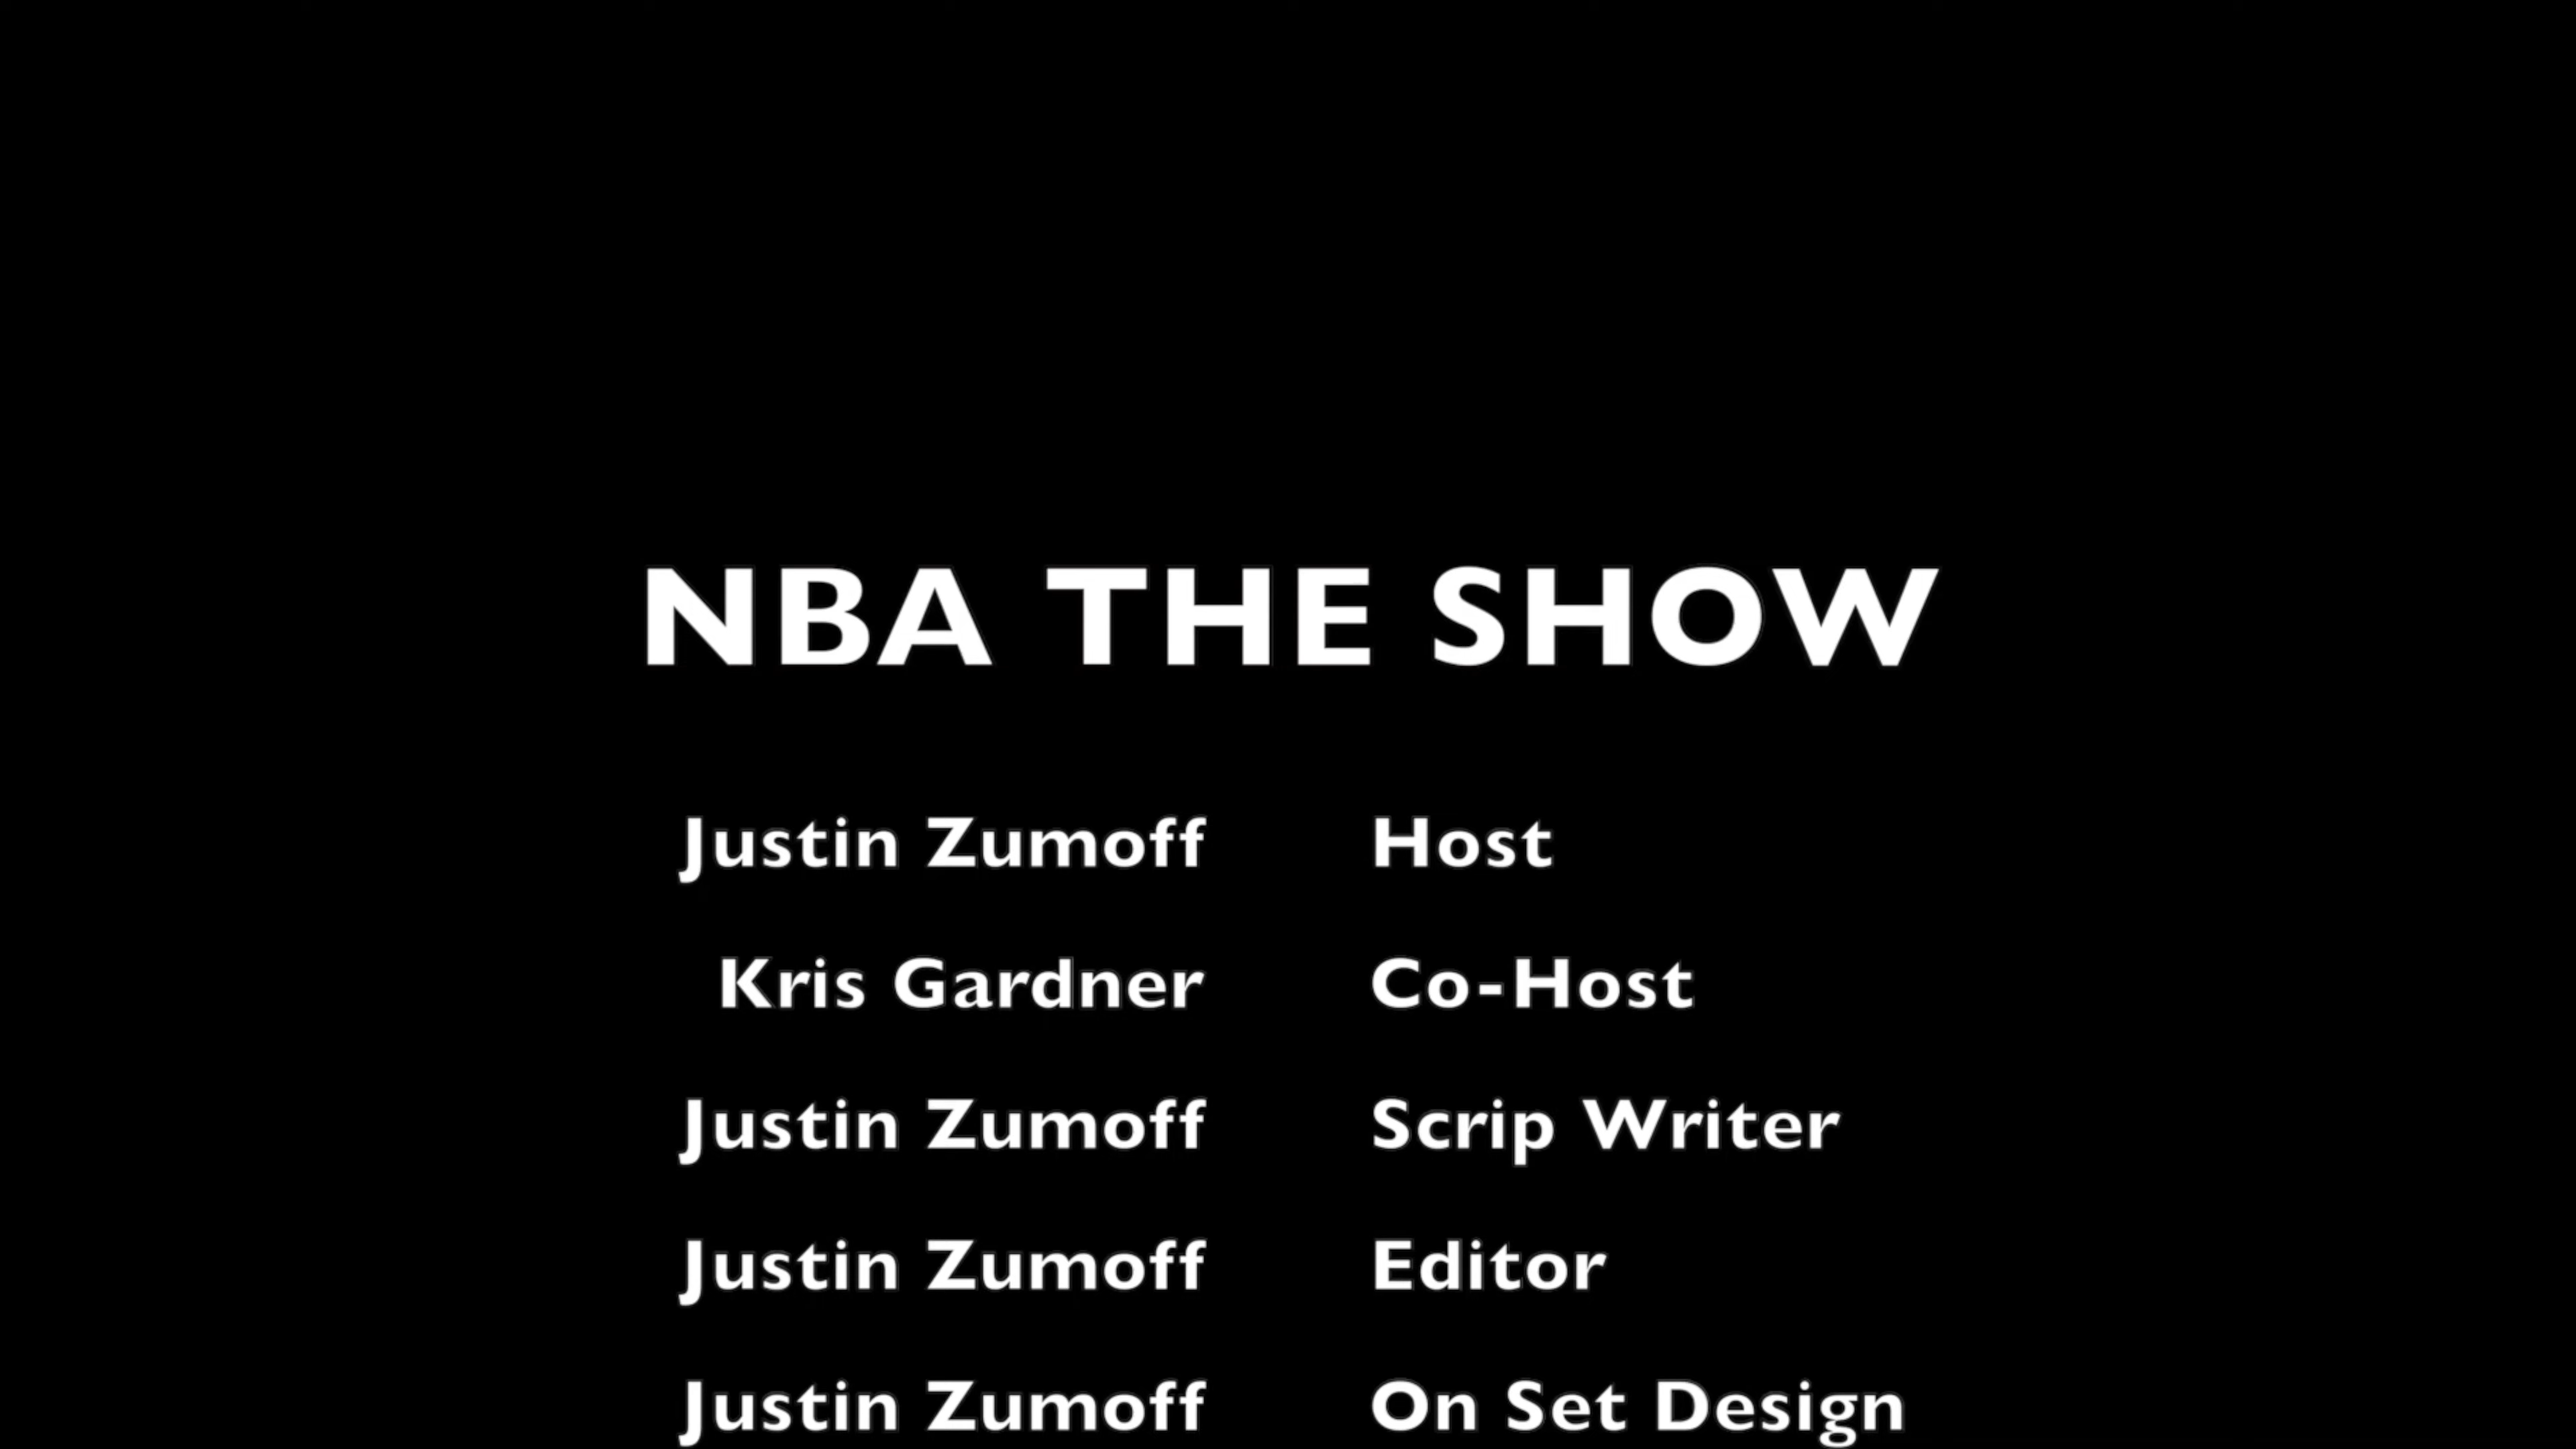 NBA THE SHOW
Justin Zumoff Host
Kris Gardner Co-Host
Justin Zumoff Scrip Writer
Justin Zumoff Editor
Justin Zumoff On Set Design